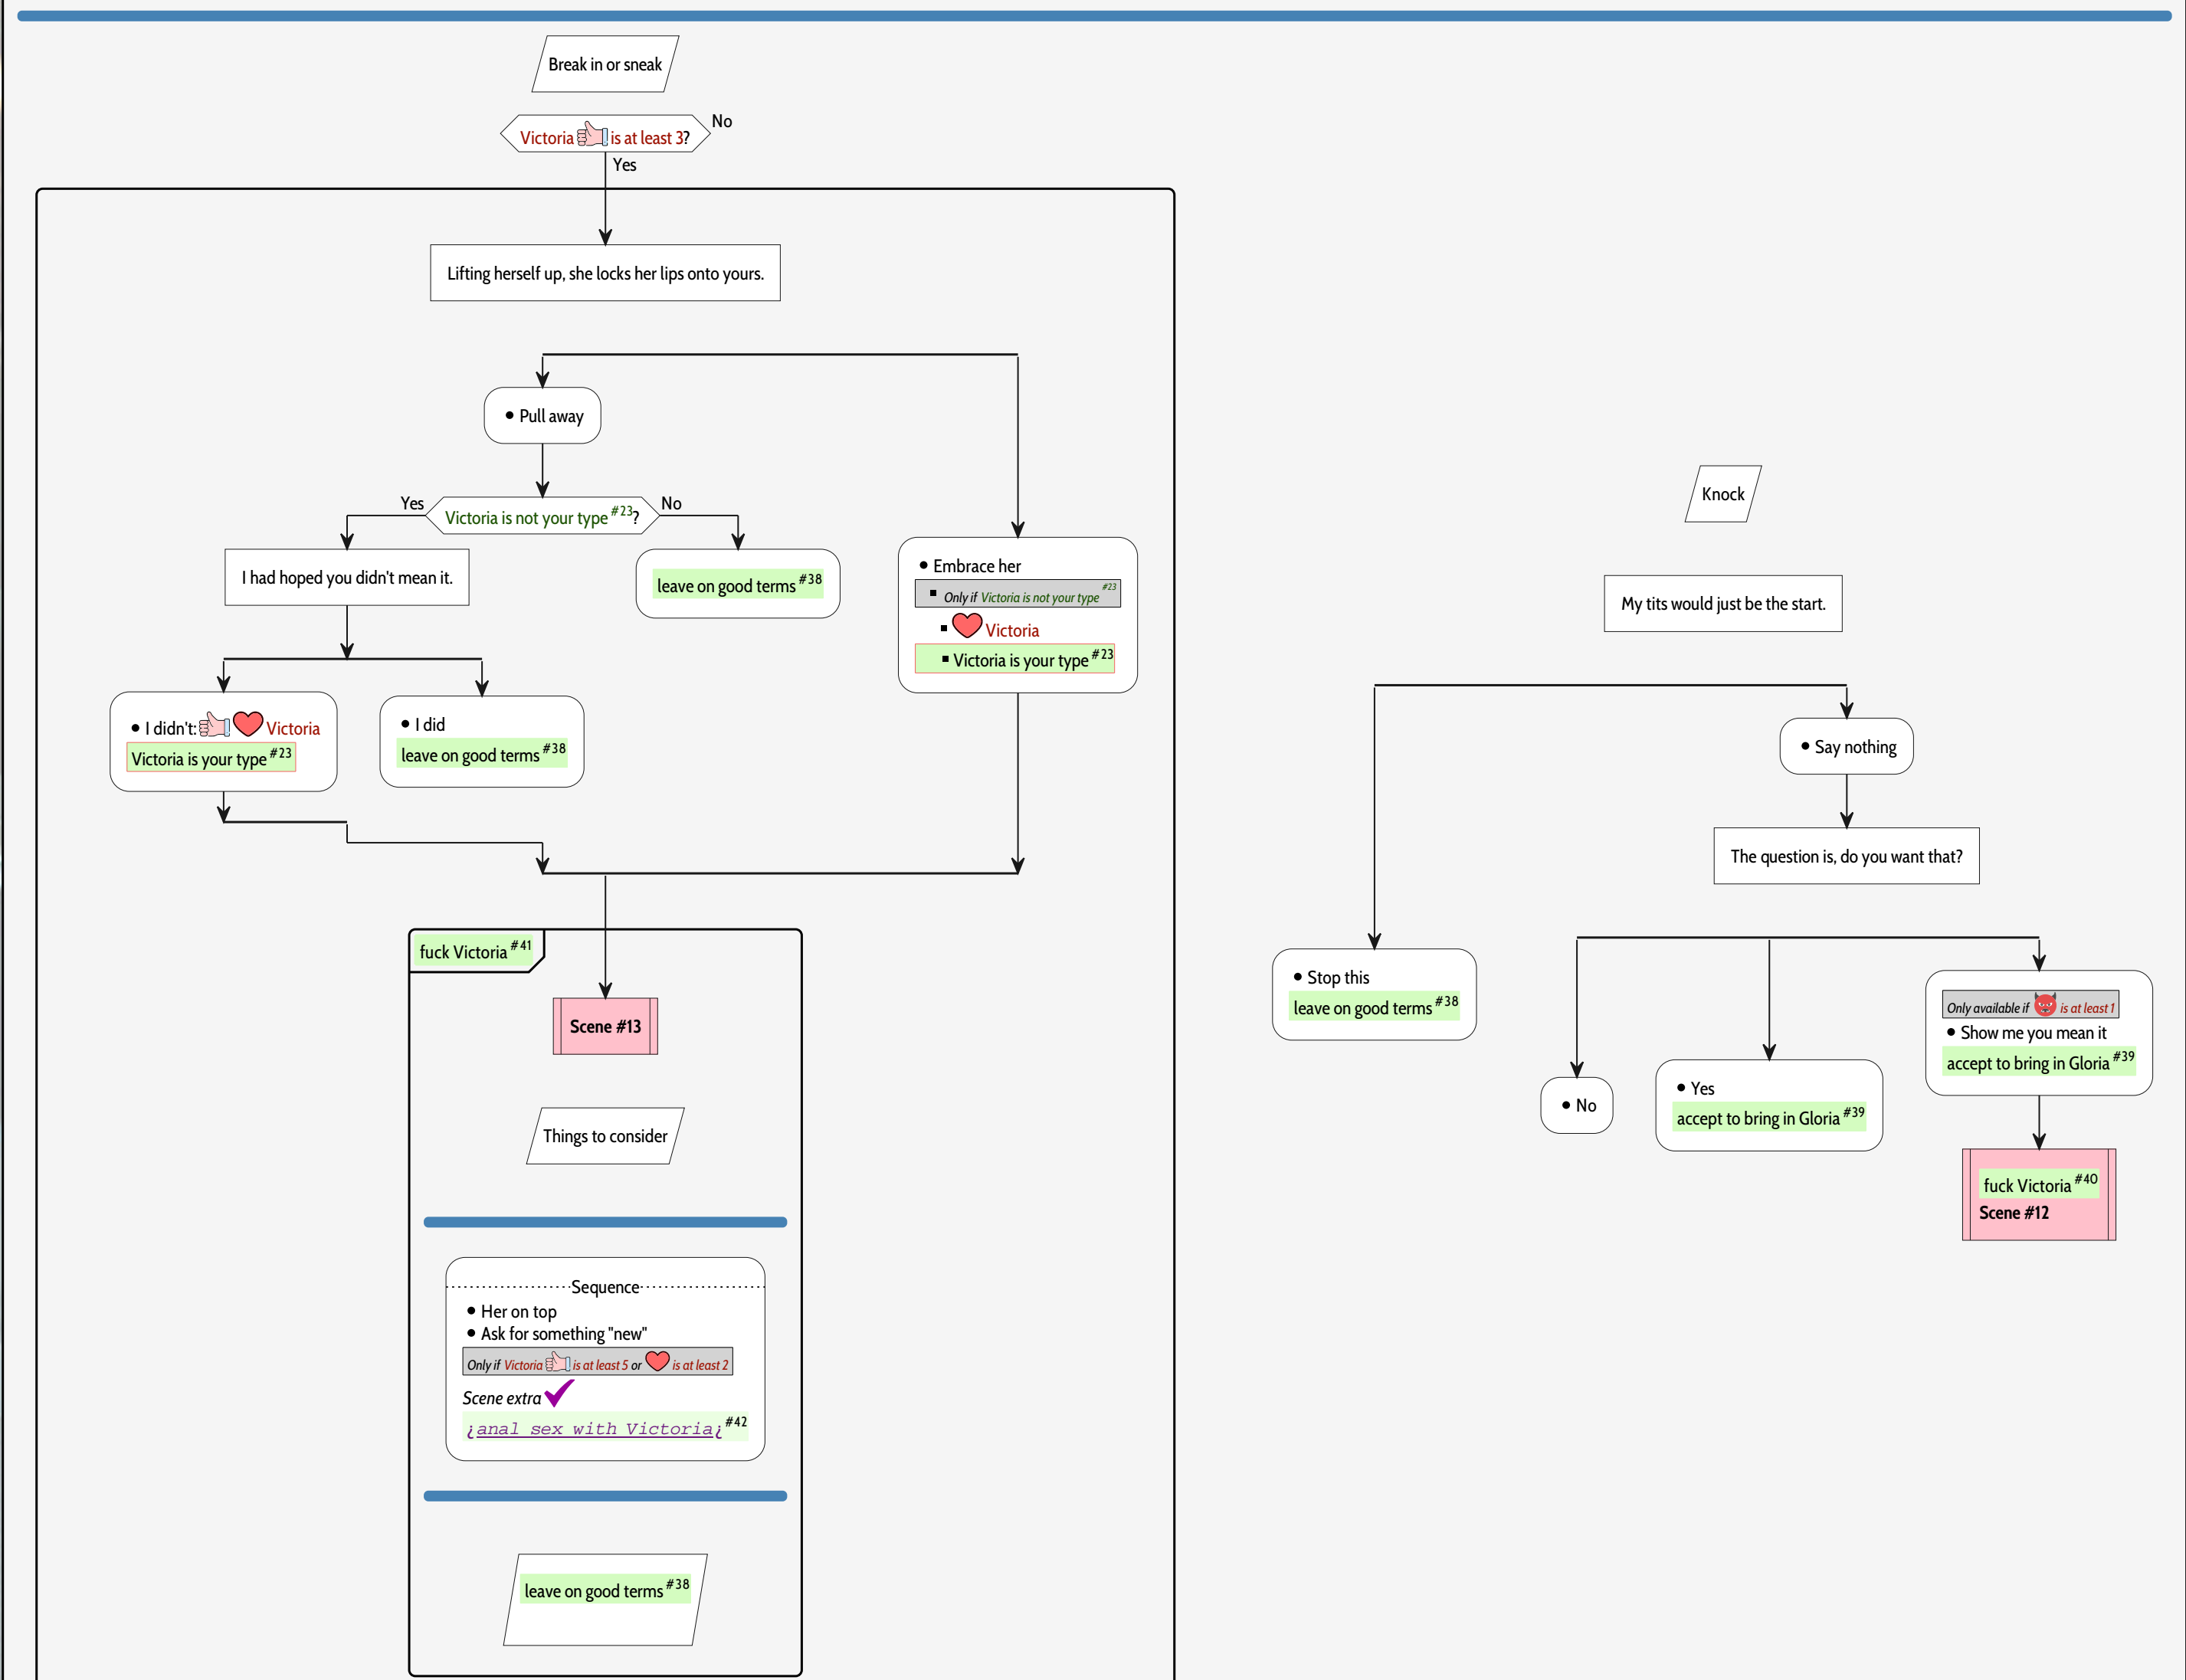 Break in or sneak
Victoria is at least 3?
No
Yes
Lifting herself up, she locks her lips onto yours.
• Pull away
Yes
Victoria is not your type #23?
No
I had hoped you didn't mean it.
leave on good terms #38
• Embrace her
▪ Only if Victoria is not your type #23
▪ Victoria
▪ Victoria is your type #23
• I didn't: Victoria
Victoria is your type #23
• I did
leave on good terms #38
fuck Victoria #41
Scene #13
Things to consider
Sequence
• Her on top
• Ask for something "new"
Only if Victoria is at least 5 or is at least 2
Scene extra
¿anal sex with Victoria¿ #42
leave on good terms #38
Knock
My tits would just be the start.
• Say nothing
The question is, do you want that?
• Stop this
leave on good terms #38
• No
• Yes
accept to bring in Gloria #39
Only available if is at least 1
• Show me you mean it
accept to bring in Gloria #39
fuck Victoria #40
Scene #12